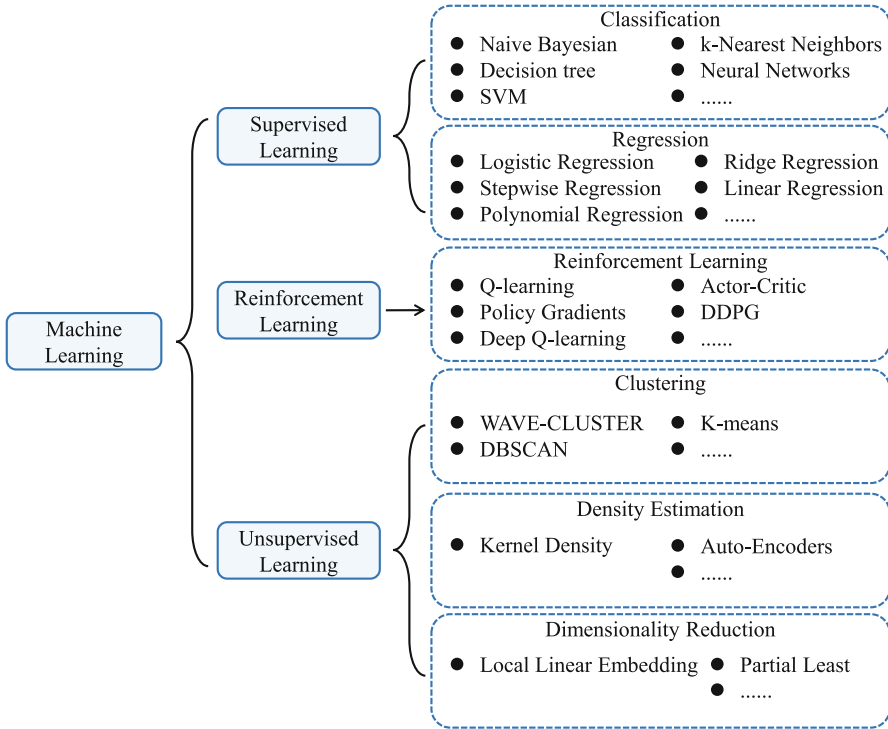 Machine
Learning
Supervised
Learning
Classification
● Naive Bayesian ● k-Nearest Neighbors
● Decision tree ● Neural Networks
● SVM ● ......
Regression
● Logistic Regression ● Ridge Regression
● Stepwise Regression ● Linear Regression
● Polynomial Regression ● ......
Reinforcement
Learning
Reinforcement Learning
● Q-learning ● Actor-Critic
● Policy Gradients ● DDPG
● Deep Q-learning ● ......
Unsupervised
Learning
Clustering
● WAVE-CLUSTER ● K-means
● DBSCAN ● ......
Density Estimation
● Kernel Density ● Auto-Encoders
● ......
Dimensionality Reduction
● Local Linear Embedding ● Partial Least
● ......